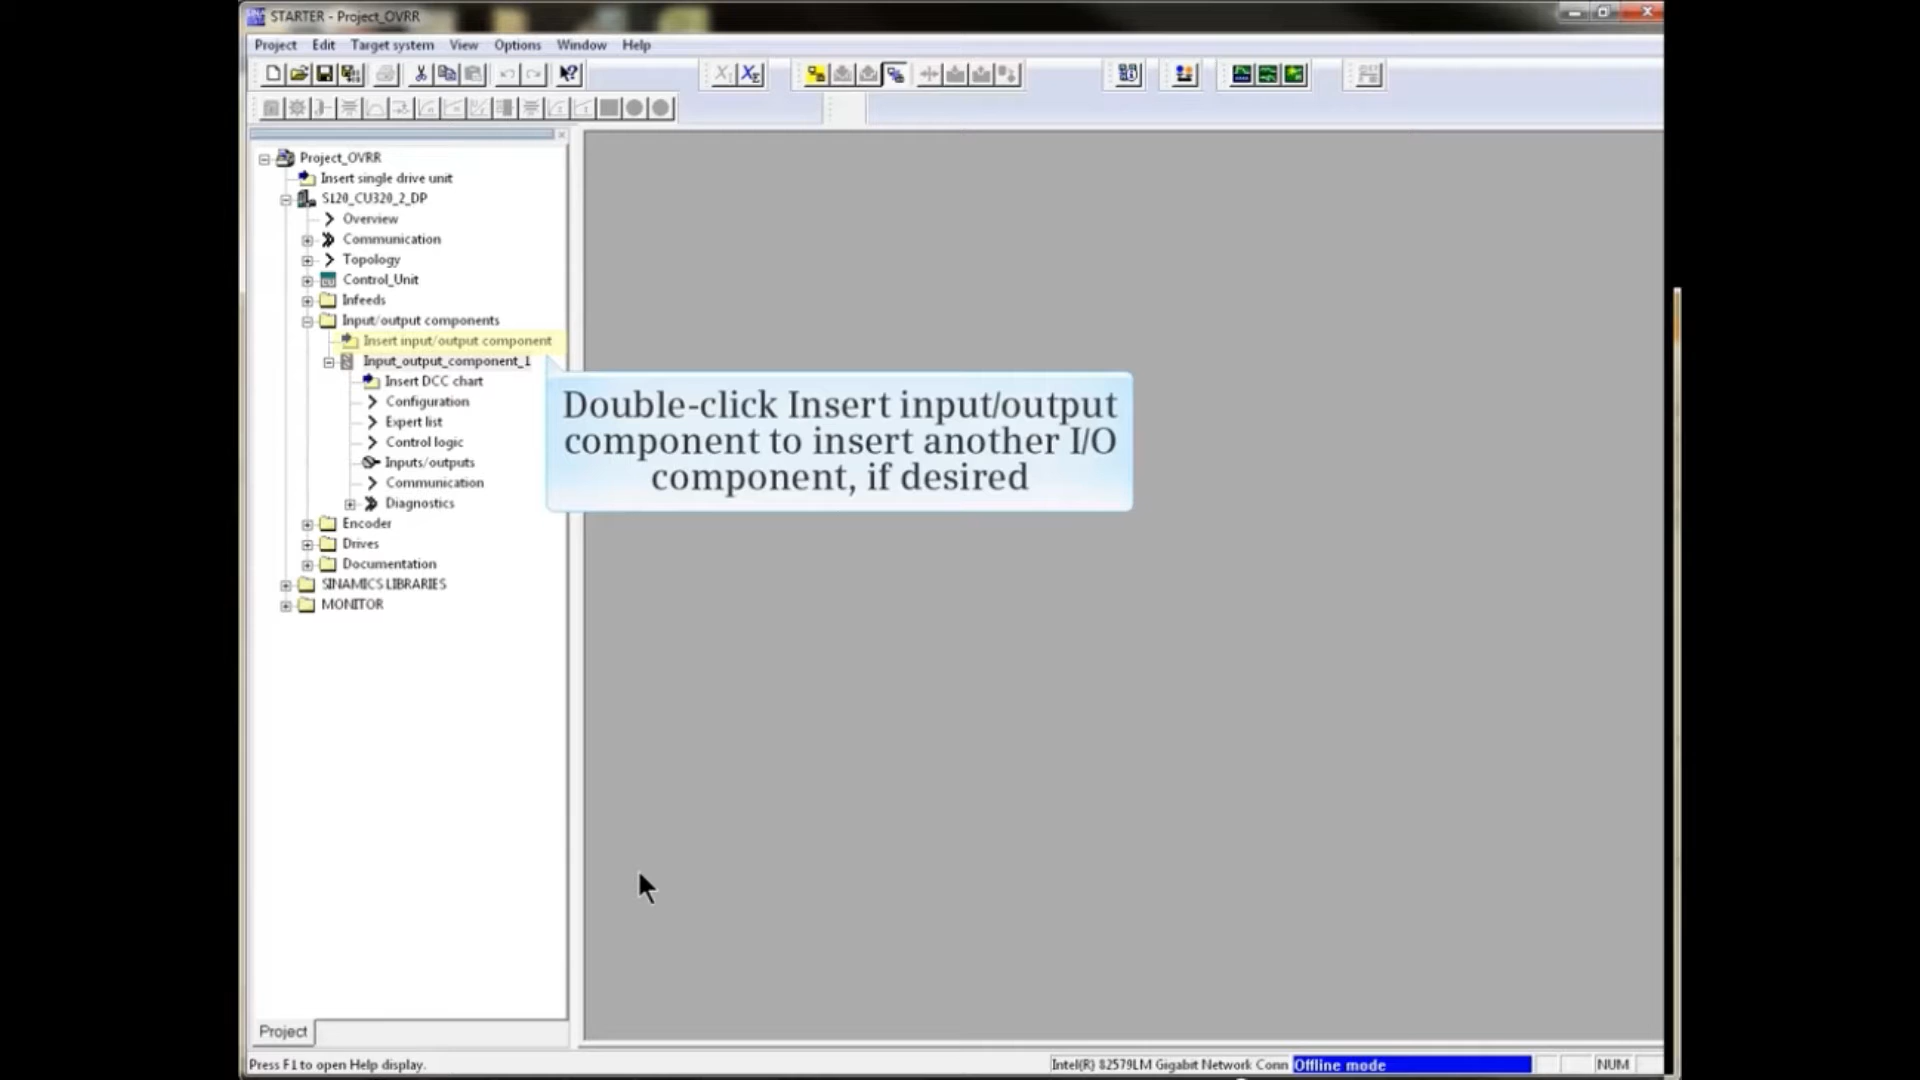 STARTER - Project_OVRR
Project Edit Target system View Options Window Help
Project_OVRR
Insert single drive unit
S120_CU320_2_DP
Overview
Communication
Topology
Control_Unit
Infeeds
Input/output components
Insert input/output component
Input_output_component_1
Insert DCC chart
Configuration
Expert list
Control logic
Inputs/outputs
Communication
Diagnostics
Encoder
Drives
Documentation
SINAMICS LIBRARIES
MONITOR
Double-click Insert input/output
component to insert another I/O
component, if desired
Project
Press F1 to open Help display.
Intel(R) 82579LM Gigabit Network Conn
Offline mode
NUM